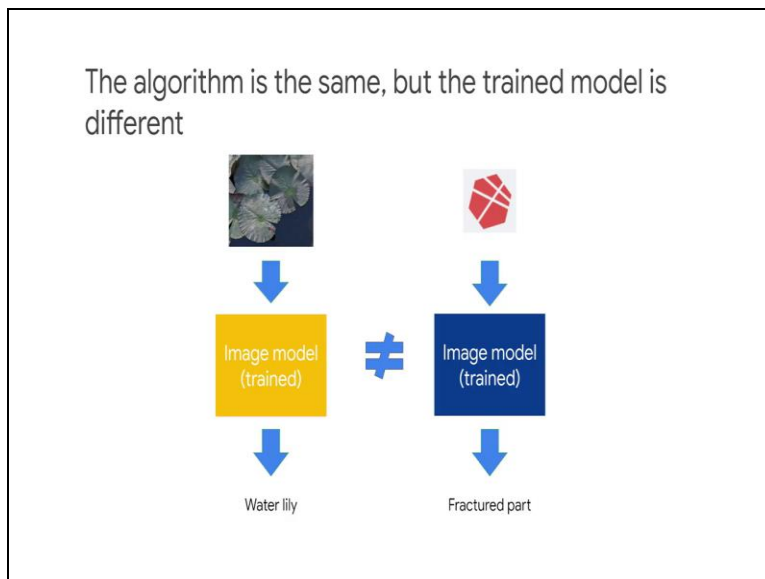 The algorithm is the same, but the trained model is
different
Image model
(trained)
≠
Image model
(trained)
Water lily
Fractured part